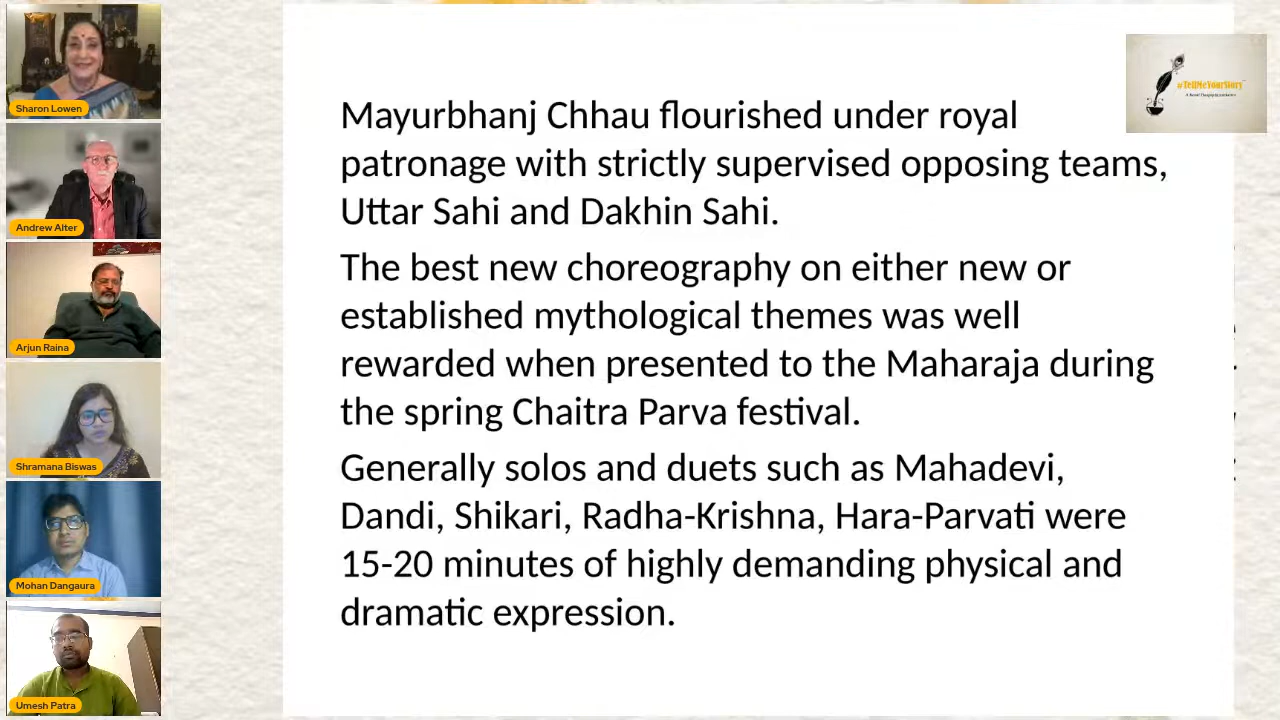 Sharon Lowen
Andrew Alter
Arjun Raina
Shramana Biswas
Mohan Dangaura
Umesh Patra
Mayurbhanj Chhau flourished under royal
patronage with strictly supervised opposing teams,
Uttar Sahi and Dakhin Sahi.
The best new choreography on either new or
established mythological themes was well
rewarded when presented to the Maharaja during
the spring Chaitra Parva festival.
Generally solos and duets such as Mahadevi,
Dandi, Shikari, Radha-Krishna, Hara-Parvati were
15-20 minutes of highly demanding physical and
dramatic expression.
#TellMeYourStory